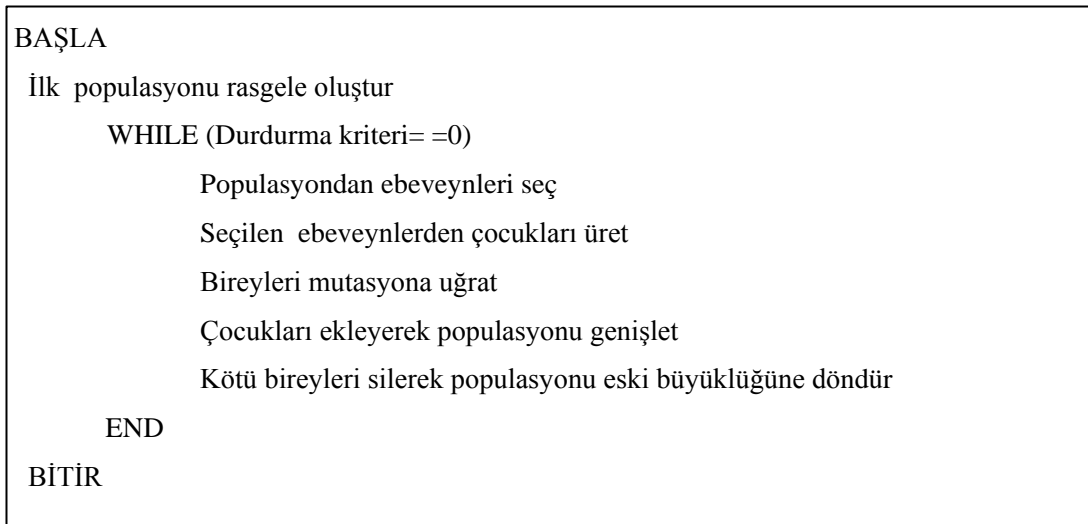 BAŞLA
İlk populasyonu rasgele oluştur
WHILE (Durdurma kriteri= =0)
Populasyondan ebeveynleri seç
Seçilen ebeveynlerden çocukları üret
Bireyleri mutasyona uğrat
Çocukları ekleyerek populasyonu genişlet
Kötü bireyleri silerek populasyonu eski büyüklüğüne döndür
END
BİTİR